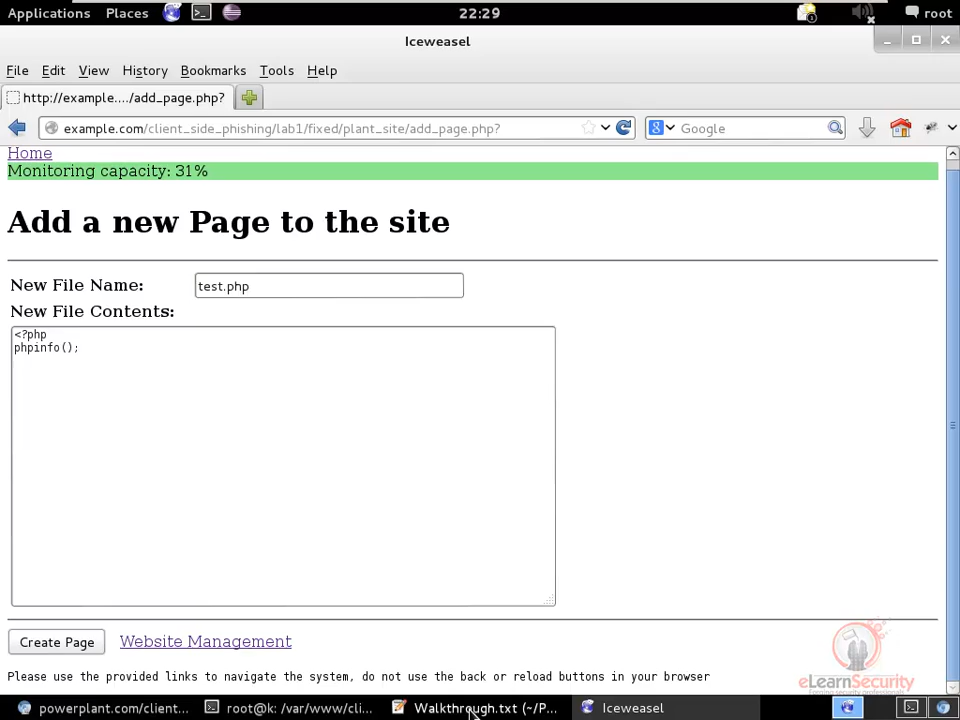 Applications Places 22:29 root
Iceweasel
File Edit View History Bookmarks Tools Help
http://example..../add_page.php?
example.com/client_side_phishing/lab1/fixed/plant_site/add_page.php? Google
Home
Monitoring capacity: 31%
Add a new Page to the site
New File Name: test.php
New File Contents:
<?php
phpinfo();
Create Page Website Management
Please use the provided links to navigate the system, do not use the back or reload buttons in your browser
eLearnSecurity
Forging security professionals
powerplant.com/client... root@k: /var/www/cli... Walkthrough.txt (~/P... Iceweasel